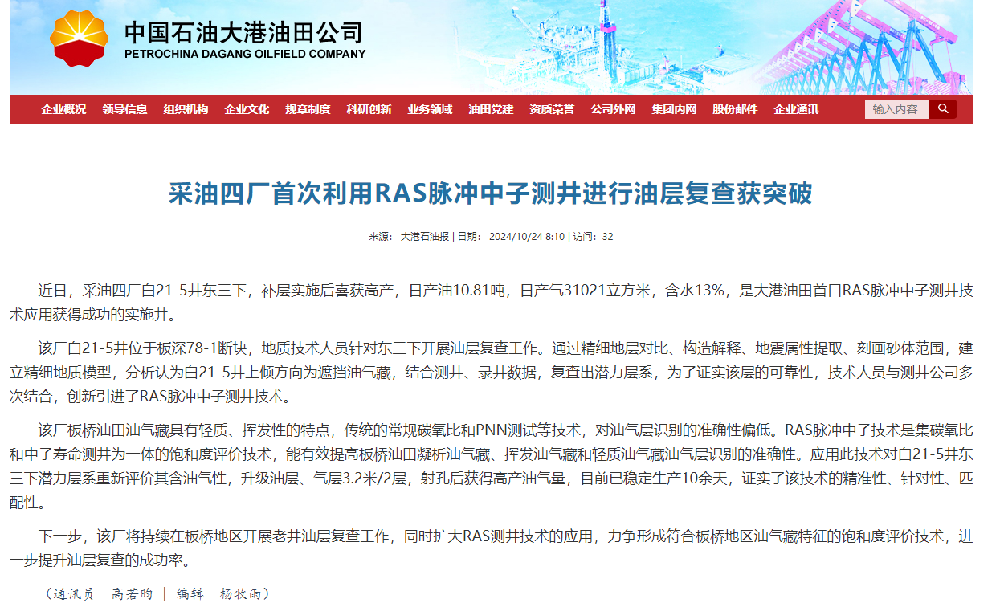 中国石油大港油田公司
PETROCHINA DAGANG OILFIELD COMPANY
企业概况 领导信息 组织机构 企业文化 规章制度 科研创新 业务领域 油田党建 资质荣誉 公司外网 集团内网 股份邮件 企业通讯 输入内容
采油四厂首次利用RAS脉冲中子测井进行油层复查获突破
来源: 大港石油报 | 日期: 2024/10/24 8:10 | 访问: 32
近日，采油四厂白21-5井东三下，补层实施后喜获高产，日产油10.81吨，日产气31021立方米，含水13%，是大港油田首口RAS脉冲中子测井技
术应用获得成功的实施井。
该厂白21-5井位于板深78-1断块，地质技术人员针对东三下开展油层复查工作。通过精细地层对比、构造解释、地震属性提取、刻画砂体范围，建
立精细地质模型，分析认为白21-5井上倾方向为遮挡油气藏，结合测井、录井数据，复查出潜力层系，为了证实该层的可靠性，技术人员与测井公司多
次结合，创新引进了RAS脉冲中子测井技术。
该厂板桥油田油气藏具有轻质、挥发性的特点，传统的常规碳氧比和PNN测试等技术，对油气层识别的准确性偏低。RAS脉冲中子技术是集碳氧比
和中子寿命测井为一体的饱和度评价技术，能有效提高板桥油田凝析油气藏、挥发油气藏和轻质油气藏油气层识别的准确性。应用此技术对白21-5井东
三下潜力层系重新评价其含油气性，升级油层、气层3.2米/2层，射孔后获得高产油气量，目前已稳定生产10余天，证实了该技术的精准性、针对性、匹
配性。
下一步，该厂将持续在板桥地区开展老井油层复查工作，同时扩大RAS测井技术的应用，力争形成符合板桥地区油气藏特征的饱和度评价技术，进
一步提升油层复查的成功率。
（通讯员 高若昀 | 编辑 杨牧雨）